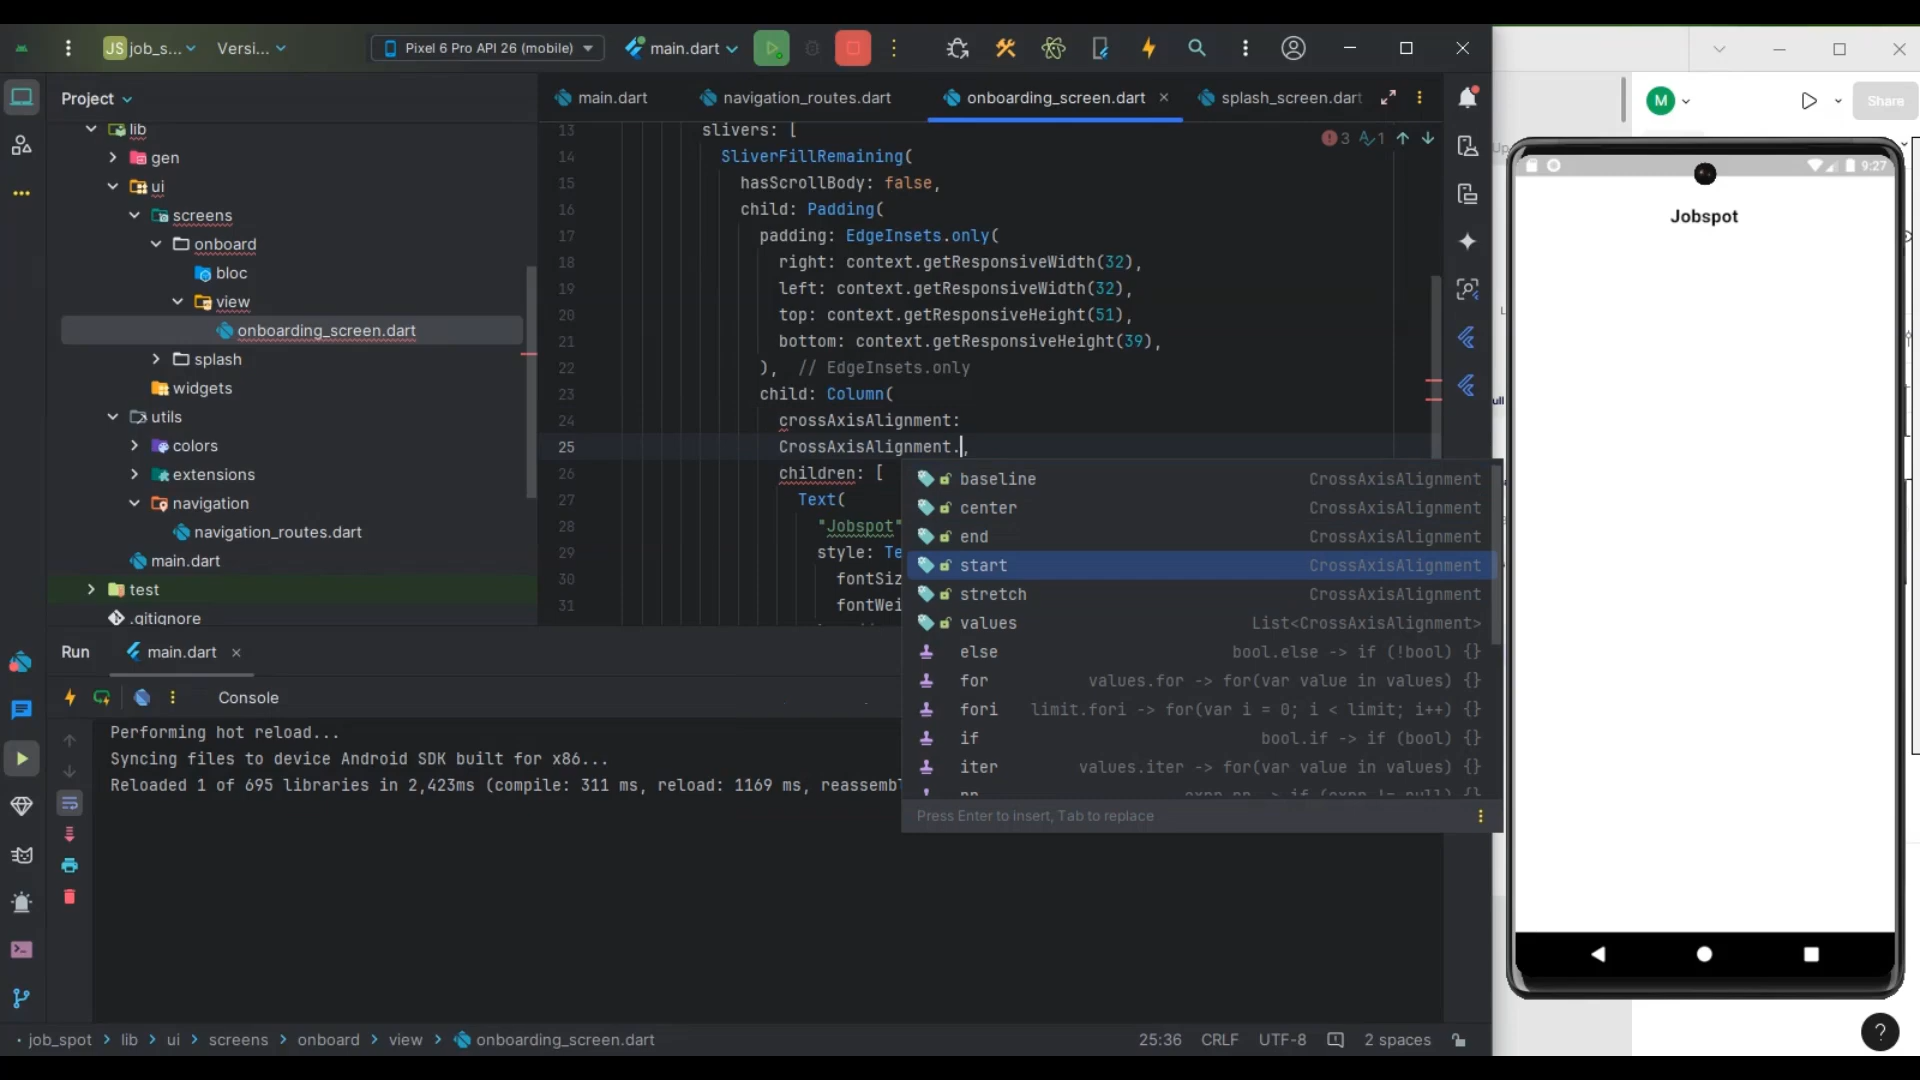 JS job_s...
Versi...
Pixel 6 Pro API 26 (mobile)
main.dart
Project
main.dart
navigation_routes.dart
onboarding_screen.dart
splash_screen.dart
lib
gen
ui
screens
onboard
bloc
view
onboarding_screen.dart
splash
widgets
utils
colors
extensions
navigation
navigation_routes.dart
main.dart
test
.gitignore
3 1
13 slivers: [
14 SliverFillRemaining(
15 hasScrollBody: false,
16 child: Padding(
17 padding: EdgeInsets.only(
18 right: context.getResponsiveWidth(32),
19 left: context.getResponsiveWidth(32),
20 top: context.getResponsiveHeight(51),
21 bottom: context.getResponsiveHeight(39),
22 ), // EdgeInsets.only
23 child: Column(
24 crossAxisAlignment:
25 CrossAxisAlignment.,
26 children: [
27 Text(
28 "Jobspot"
29 style: Te
30 fontSiz
31 fontWei
baseline CrossAxisAlignment
center CrossAxisAlignment
end CrossAxisAlignment
start CrossAxisAlignment
stretch CrossAxisAlignment
values List<CrossAxisAlignment>
else bool.else -> if (!bool) {}
for values.for -> for(var value in values) {}
fori limit.fori -> for(var i = 0; i < limit; i++) {}
if bool.if -> if (bool) {}
iter values.iter -> for(var value in values) {}
Press Enter to insert, Tab to replace
Run
main.dart
Console
Performing hot reload...
Syncing files to device Android SDK built for x86...
Reloaded 1 of 695 libraries in 2,423ms (compile: 311 ms, reload: 1169 ms, reassembl
job_spot > lib > ui > screens > onboard > view > onboarding_screen.dart
25:36
CRLF
UTF-8
2 spaces
M
Share
9:27
Jobspot
?